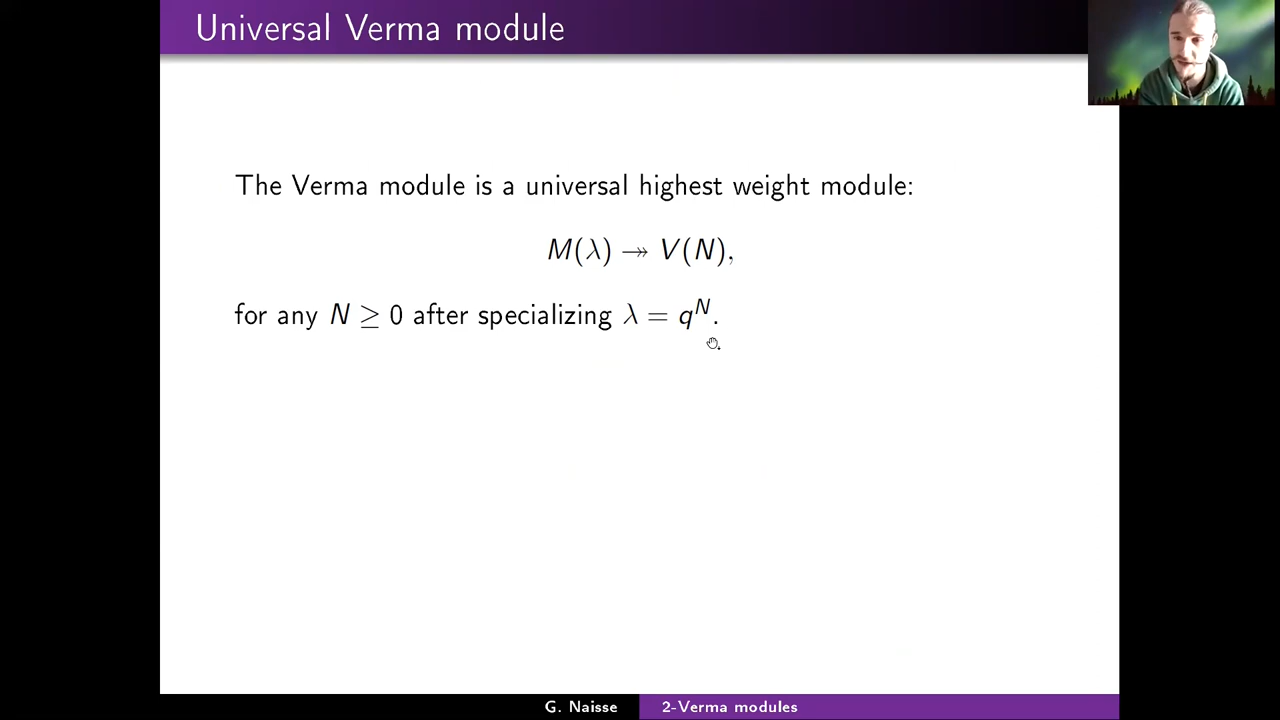 Universal Verma module
The Verma module is a universal highest weight module:
M(λ) ↠ V(N),
for any N ≥ 0 after specializing λ = q^N.
G. Naisse
2-Verma modules